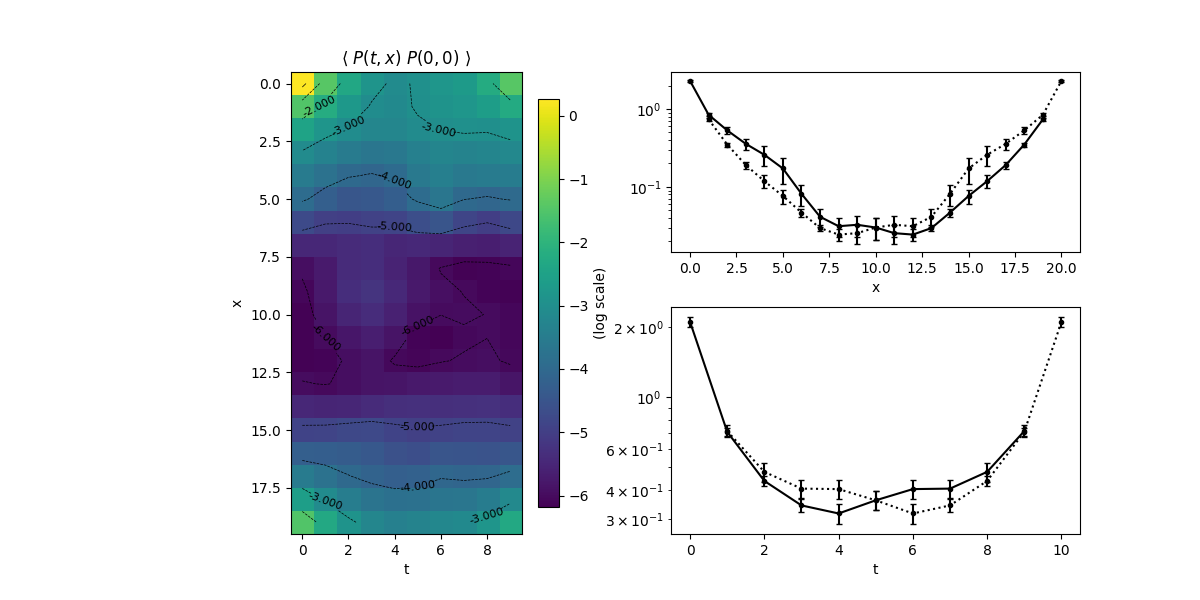 ⟨ P(t, x) P(0, 0) ⟩
0.0
2.5
5.0
7.5
10.0
12.5
15.0
17.5
x
0 2 4 6 8
t
-2.000
-3.000
-3.000
-4.000
-5.000
-6.000
-6.000
-5.000
-4.000
-3.000
-3.000
0
−1
−2
−3
−4
−5
−6
(log scale)
10⁰
10⁻¹
0.0 2.5 5.0 7.5 10.0 12.5 15.0 17.5 20.0
x
2 × 10⁰
10⁰
6 × 10⁻¹
4 × 10⁻¹
3 × 10⁻¹
0 2 4 6 8 10
t